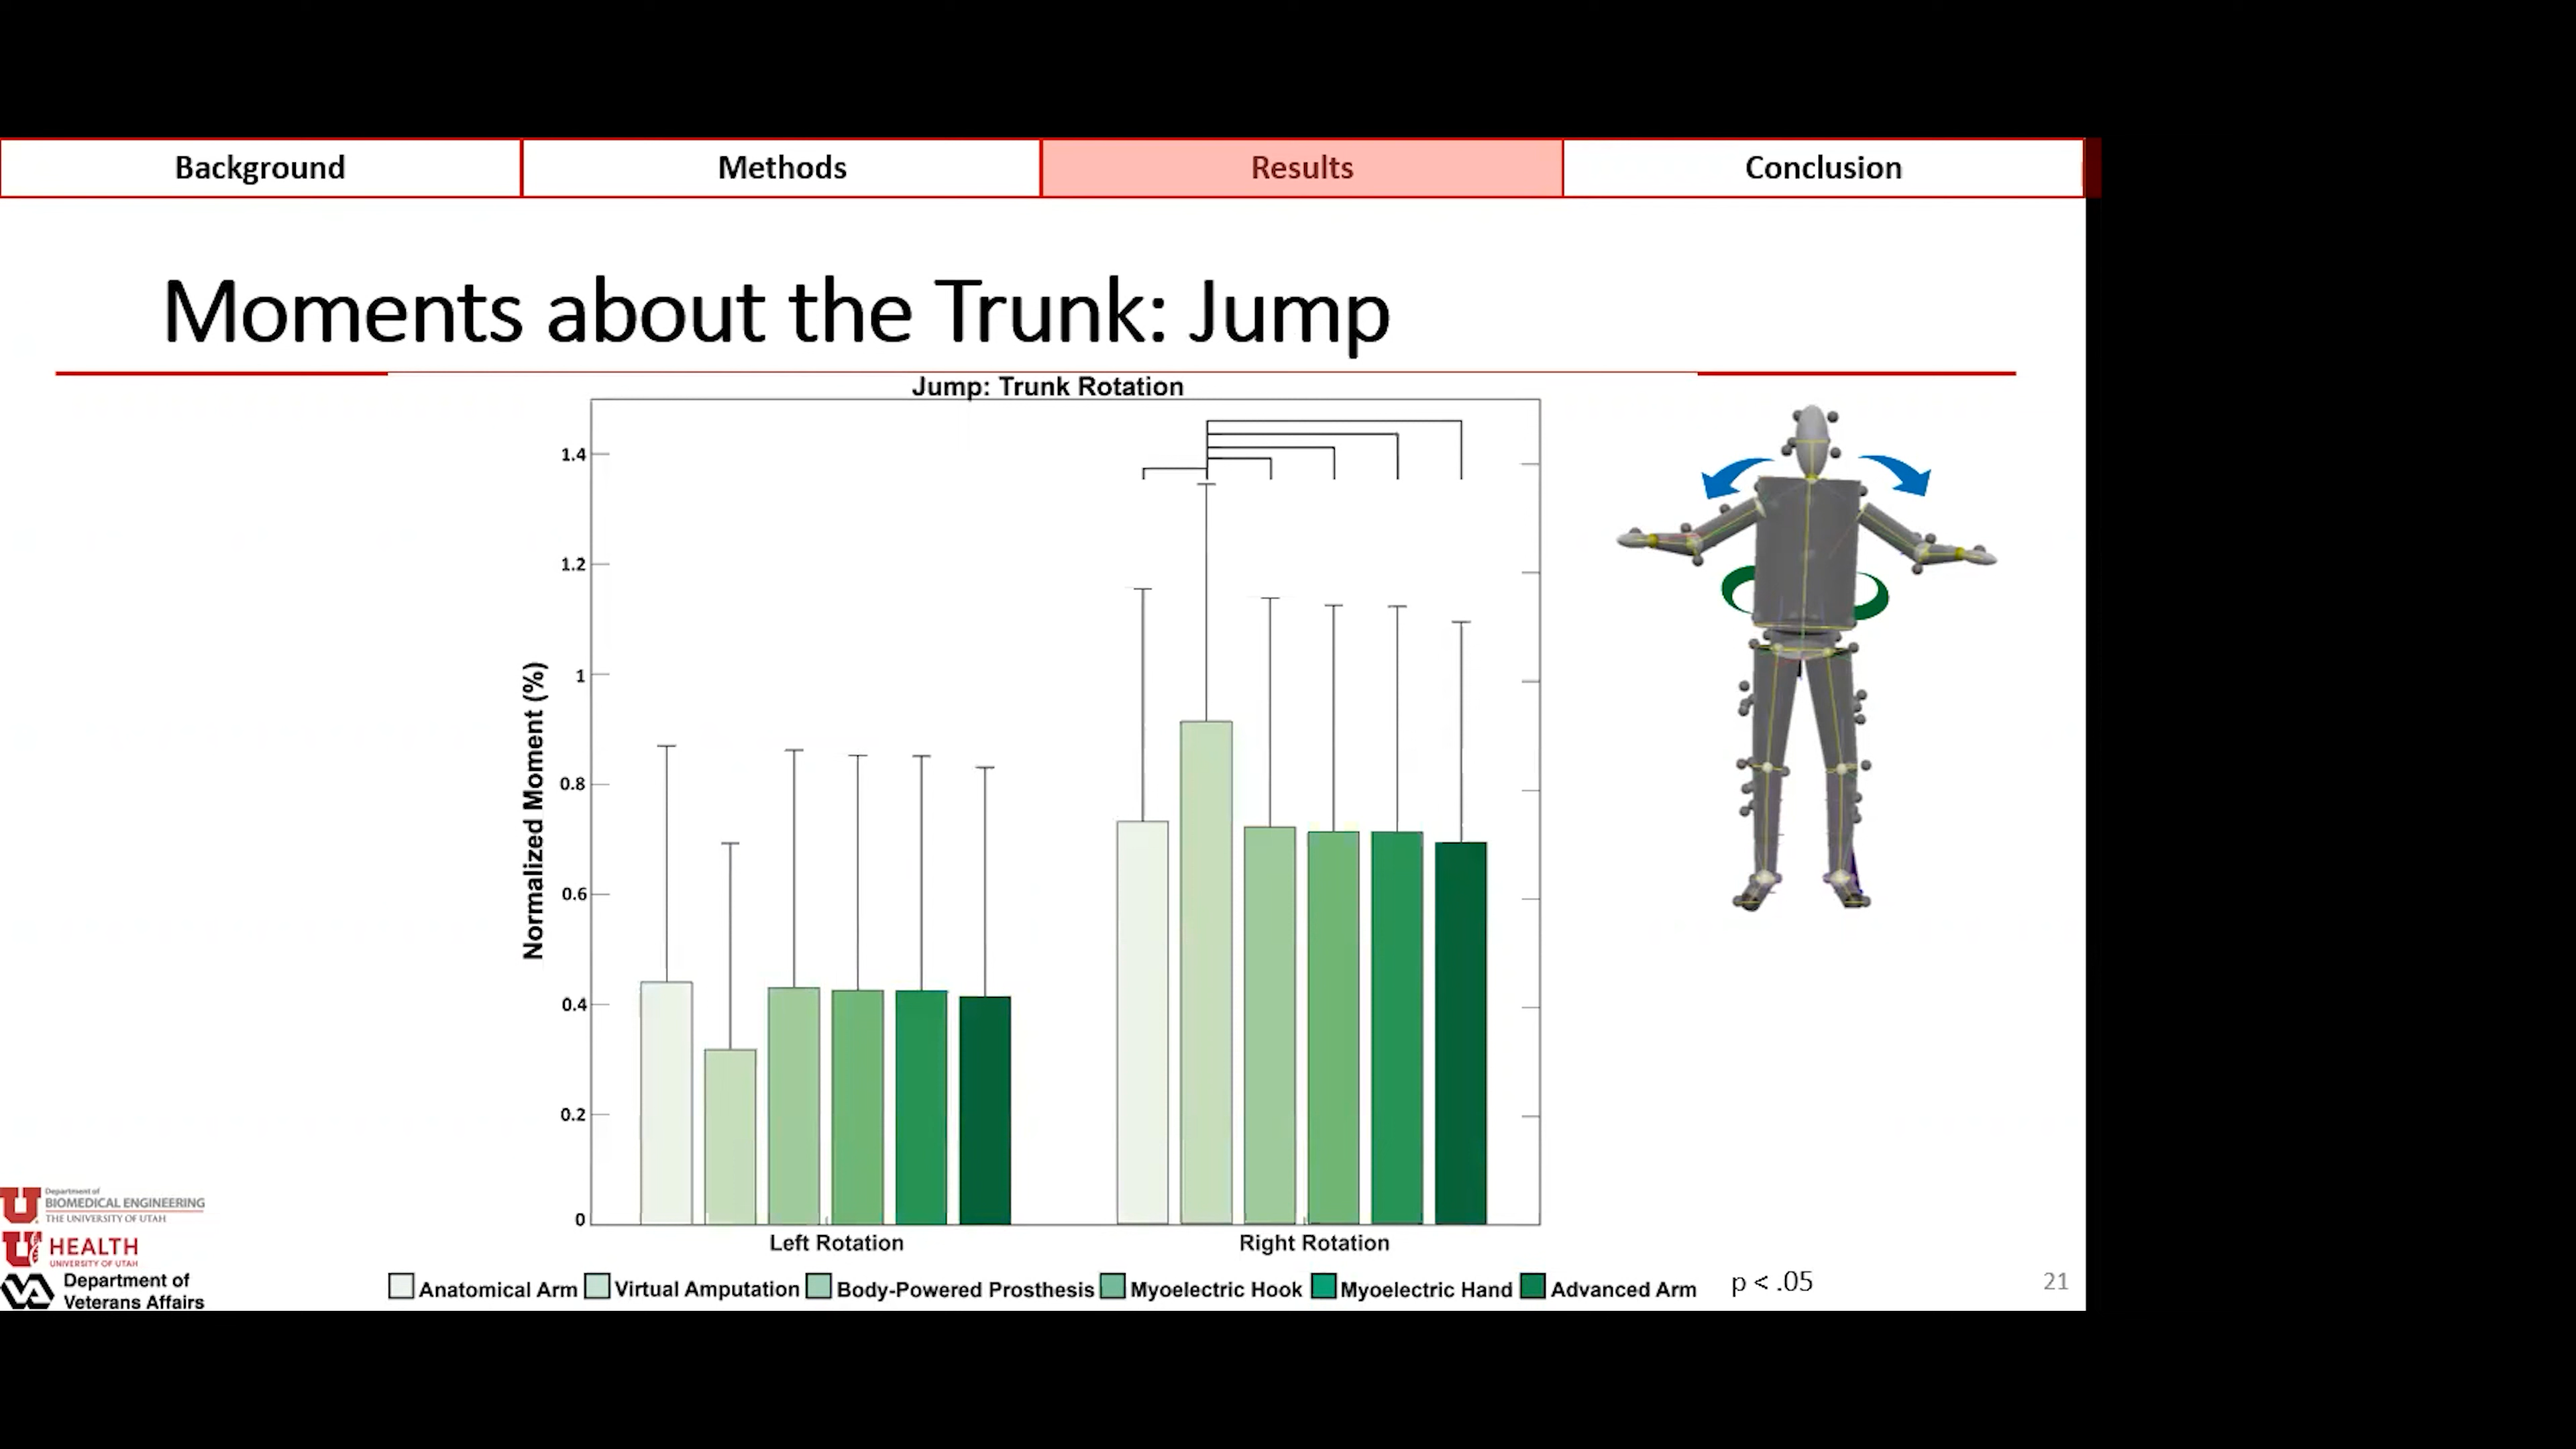 Background
Methods
Results
Conclusion
Moments about the Trunk: Jump
Jump: Trunk Rotation
Normalized Moment (%)
1.4
1.2
1
0.8
0.6
0.4
0.2
0
Left Rotation
Right Rotation
Anatomical Arm
Virtual Amputation
Body-Powered Prosthesis
Myoelectric Hook
Myoelectric Hand
Advanced Arm
p < .05
21
Department of
BIOMEDICAL ENGINEERING
THE UNIVERSITY OF UTAH
HEALTH
UNIVERSITY OF UTAH
VA
Department of
Veterans Affairs